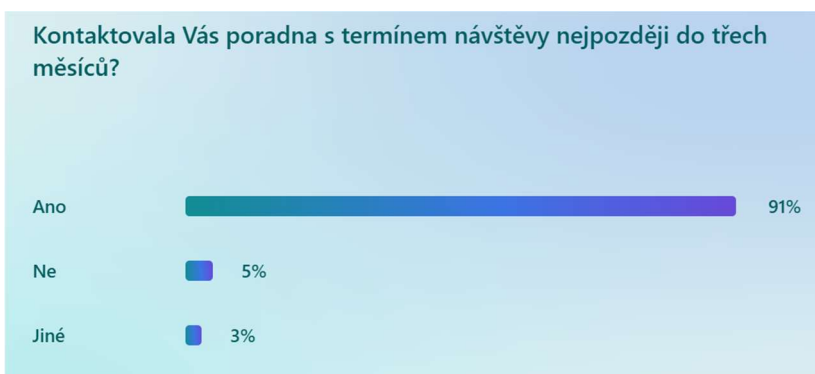 Kontaktovala Vás poradna s termínem návštěvy nejpozději do třech
měsíců?
Ano 91%
Ne 5%
Jiné 3%